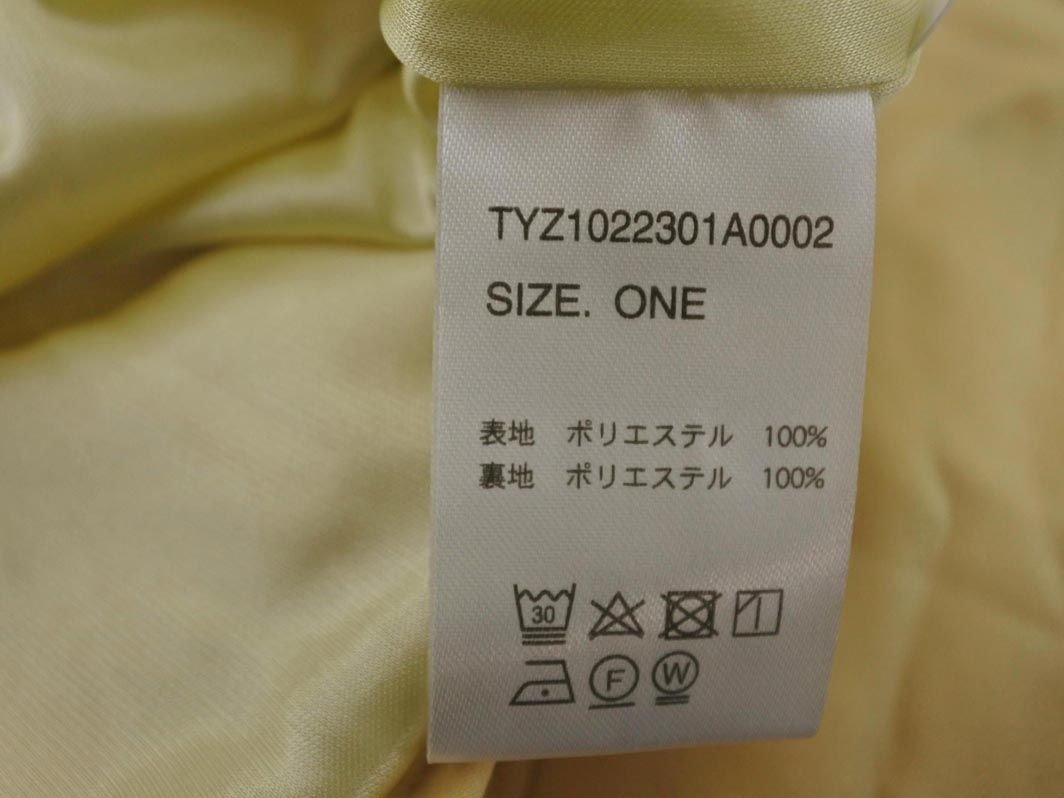 TYZ1022301A0002
SIZE. ONE
表地 ポリエステル 100%
裏地 ポリエステル 100%
30
F W